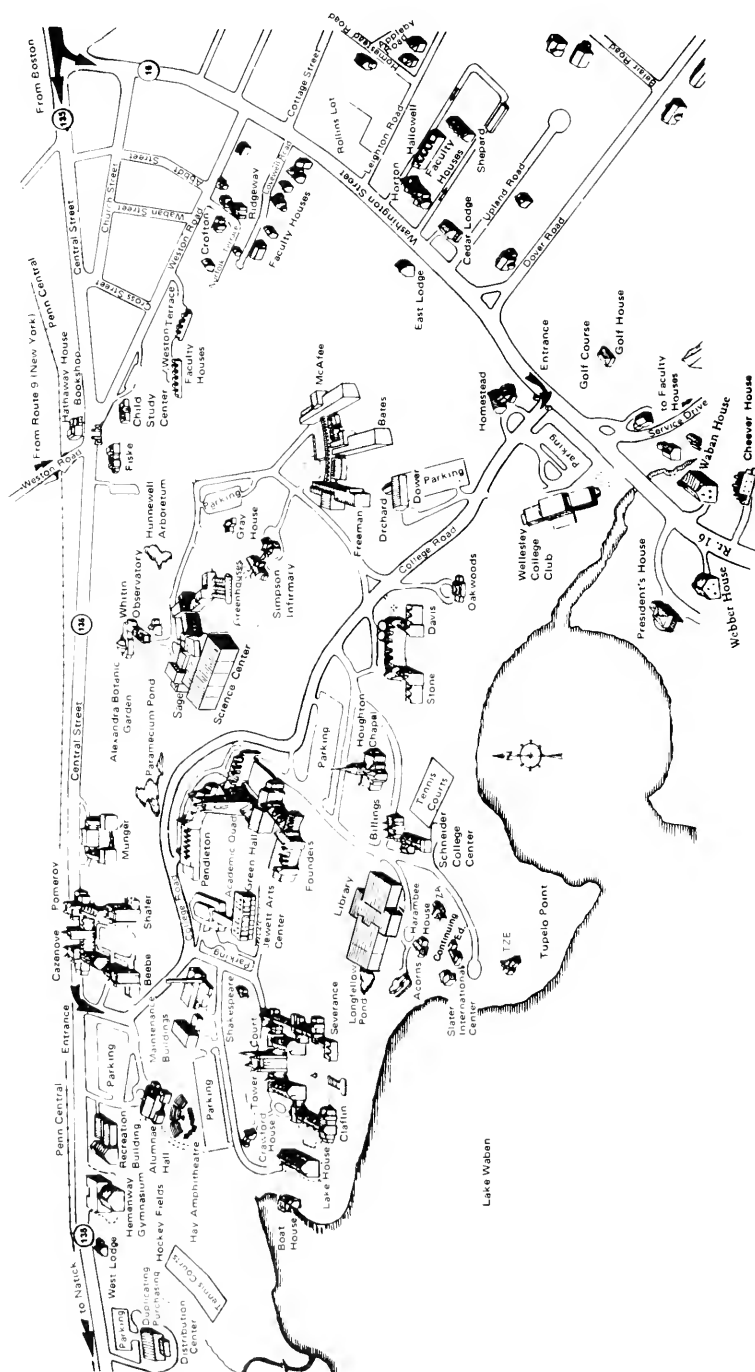 From Boston
135
16
From Route 9 (New York)
Penn Central
Central Street
Church Street
Abbott Street
Waban Street
Cross Street
Weston Road
Weston Road
Cottage Street
Appleby Road
Homestead Road
Belair Road
Rollins Lot
Leighton Road
Washington Street
Hallowell
Horton
Faculty Houses
Shepard
Upland Road
Cedar Lodge
Dover Road
East Lodge
Ridgeway
Crofton
Norfolk Terrace
Faculty Houses
Weston Terrace
Faculty Houses
Hathaway House
Bookshop
Child
Study
Center
Fiske
McAfee
Bates
Freeman
Orchard
Dower
Parking
Homestead
Entrance
Golf Course
Golf House
to Faculty
Houses
Service Drive
Waban House
Cheever House
Rt. 16
Webber House
President's House
Parking
Wellesley
College
Club
College Road
Hunnewell
Arboretum
Parking
Gray
House
Simpson
Infirmary
Greenhouses
Whitin
Observatory
Alexandra Botanic
Garden
Sage
Science Center
Paramecium Pond
135
Central Street
Oakwoods
Davis
Stone
Houghton
Chapel
Parking
Tennis
Courts
Billings
Schneider
College
Center
Munger
Pomeroy
Cazenove
Shafer
Beebe
College Road
Pendleton
Academic Quad
Green Hall
Founders
Jewett Arts
Center
Parking
Library
Harambee
House
ZA
Continuing
Ed.
Acorns
Slater
International
Center
Longfellow
Pond
TZE
Tupelo Point
N
Entrance
Penn Central
Parking
Maintenance
Buildings
Shakespeare
Tower
Court
Severance
Claflin
Crawford
House
Lake House
Parking
Recreation
Building
Alumnae
Hall
Hay Amphitheatre
Hemenway
Gymnasium
Hockey Fields
Boat
House
Lake Waban
135
to Natick
West Lodge
Parking
Duplicating
Purchasing
Distribution
Center
Tennis Courts